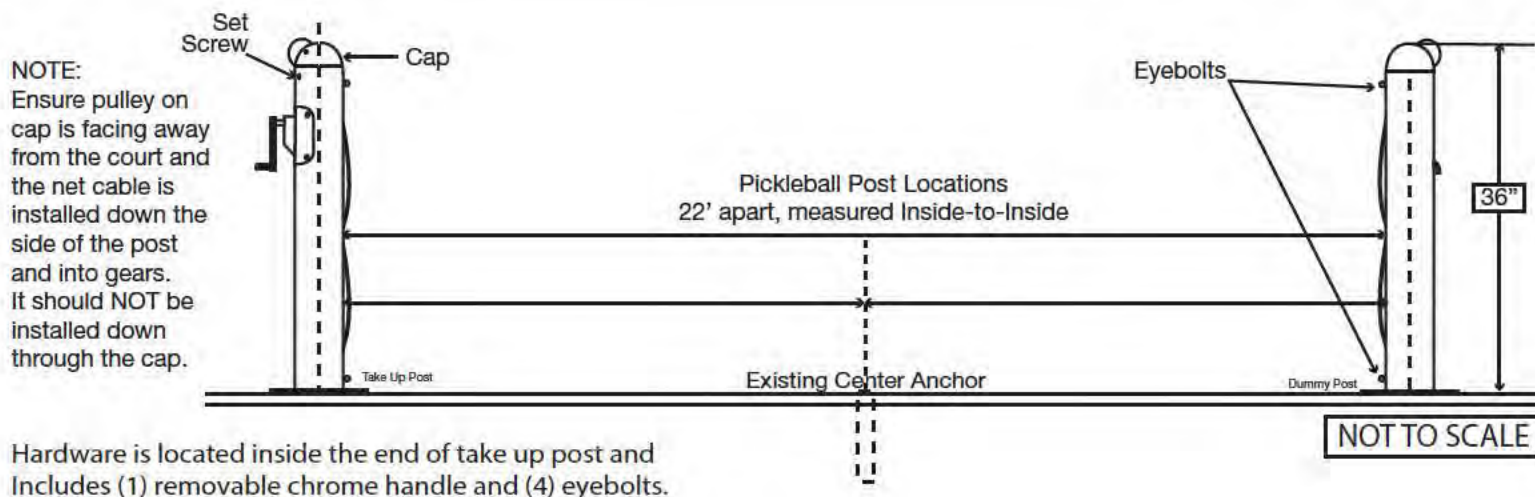 Set
Screw
Cap
NOTE:
Ensure pulley on
cap is facing away
from the court and
the net cable is
installed down the
side of the post
and into gears.
It should NOT be
installed down
through the cap.
Eyebolts
Pickleball Post Locations
22’ apart, measured Inside-to-Inside
36”
Take Up Post
Existing Center Anchor
Dummy Post
NOT TO SCALE
Hardware is located inside the end of take up post and
Includes (1) removable chrome handle and (4) eyebolts.